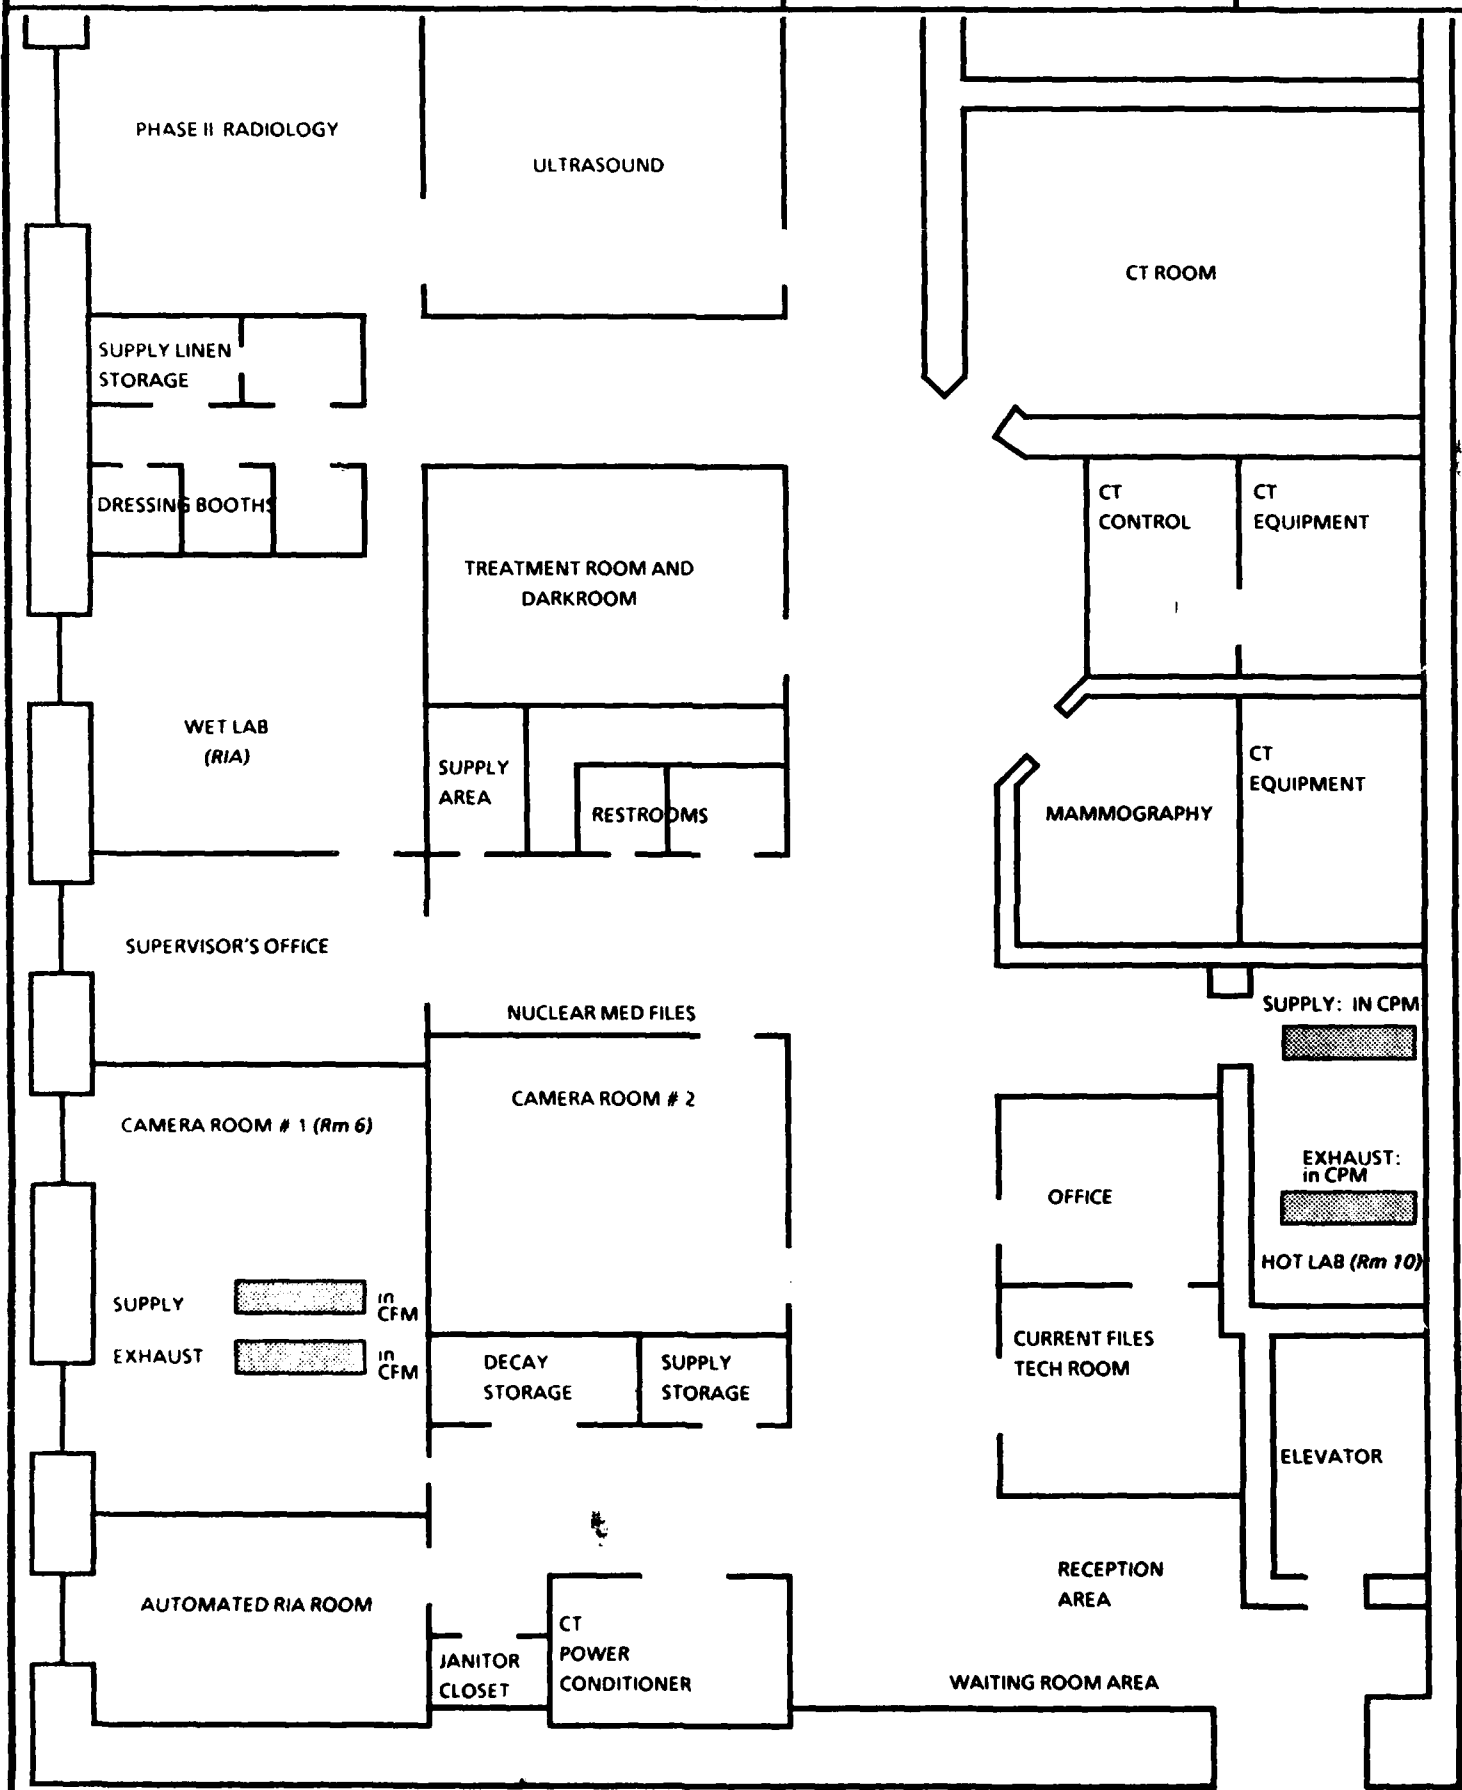 PHASE II RADIOLOGY
ULTRASOUND
CT ROOM
SUPPLY LINEN
STORAGE
DRESSING BOOTHS
CT
CONTROL
CT
EQUIPMENT
TREATMENT ROOM AND
DARKROOM
WET LAB
(RIA)
SUPPLY
AREA
RESTROOMS
MAMMOGRAPHY
CT
EQUIPMENT
SUPERVISOR'S OFFICE
NUCLEAR MED FILES
SUPPLY: IN CPM
CAMERA ROOM # 1 (Rm 6)
CAMERA ROOM # 2
OFFICE
EXHAUST:
in CPM
HOT LAB (Rm 10)
SUPPLY
in
CFM
EXHAUST
in
CFM
DECAY
STORAGE
SUPPLY
STORAGE
CURRENT FILES
TECH ROOM
ELEVATOR
RECEPTION
AREA
AUTOMATED RIA ROOM
JANITOR
CLOSET
CT
POWER
CONDITIONER
WAITING ROOM AREA